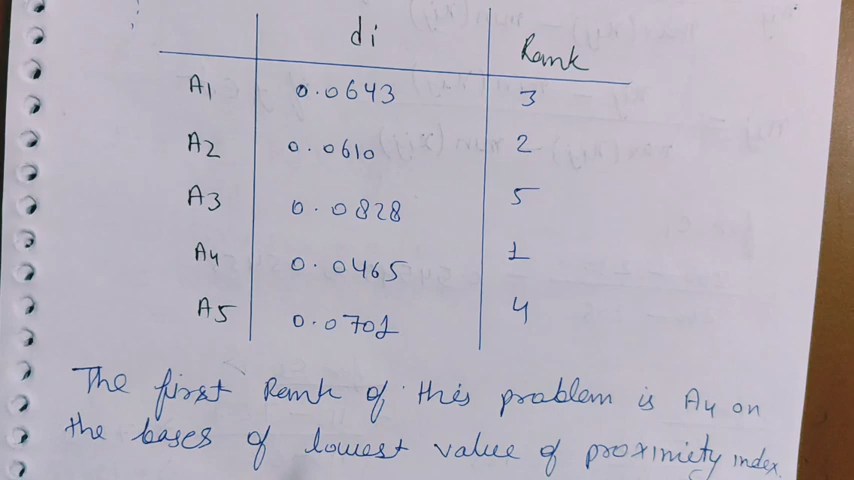 di Rank
A1 0.0643 3
A2 0.0610 2
A3 0.0828 5
A4 0.0465 1
A5 0.0701 4
The first Rank of this problem is A4 on
the bases of lowest value of proximiety index.